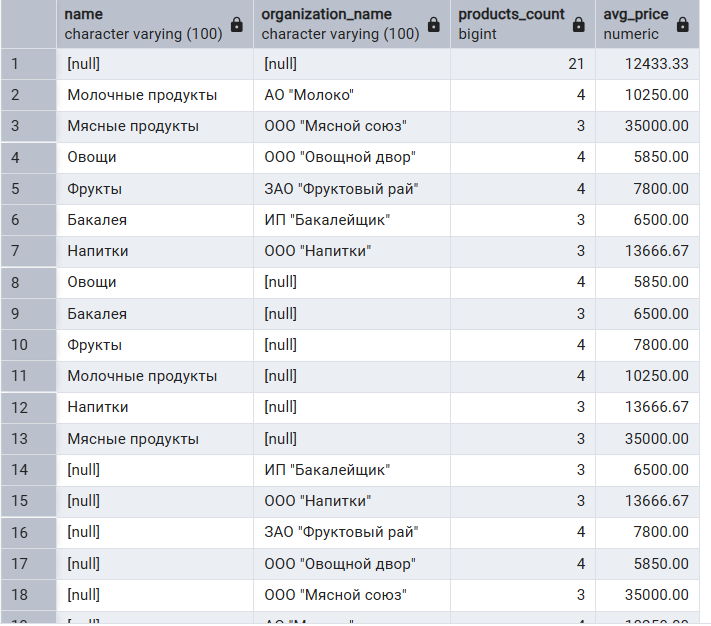 name organization_name products_count avg_price
character varying (100) character varying (100) bigint numeric
1 [null] [null] 21 12433.33
2 Молочные продукты АО "Молоко" 4 10250.00
3 Мясные продукты ООО "Мясной союз" 3 35000.00
4 Овощи ООО "Овощной двор" 4 5850.00
5 Фрукты ЗАО "Фруктовый рай" 4 7800.00
6 Бакалея ИП "Бакалейщик" 3 6500.00
7 Напитки ООО "Напитки" 3 13666.67
8 Овощи [null] 4 5850.00
9 Бакалея [null] 3 6500.00
10 Фрукты [null] 4 7800.00
11 Молочные продукты [null] 4 10250.00
12 Напитки [null] 3 13666.67
13 Мясные продукты [null] 3 35000.00
14 [null] ИП "Бакалейщик" 3 6500.00
15 [null] ООО "Напитки" 3 13666.67
16 [null] ЗАО "Фруктовый рай" 4 7800.00
17 [null] ООО "Овощной двор" 4 5850.00
18 [null] ООО "Мясной союз" 3 35000.00